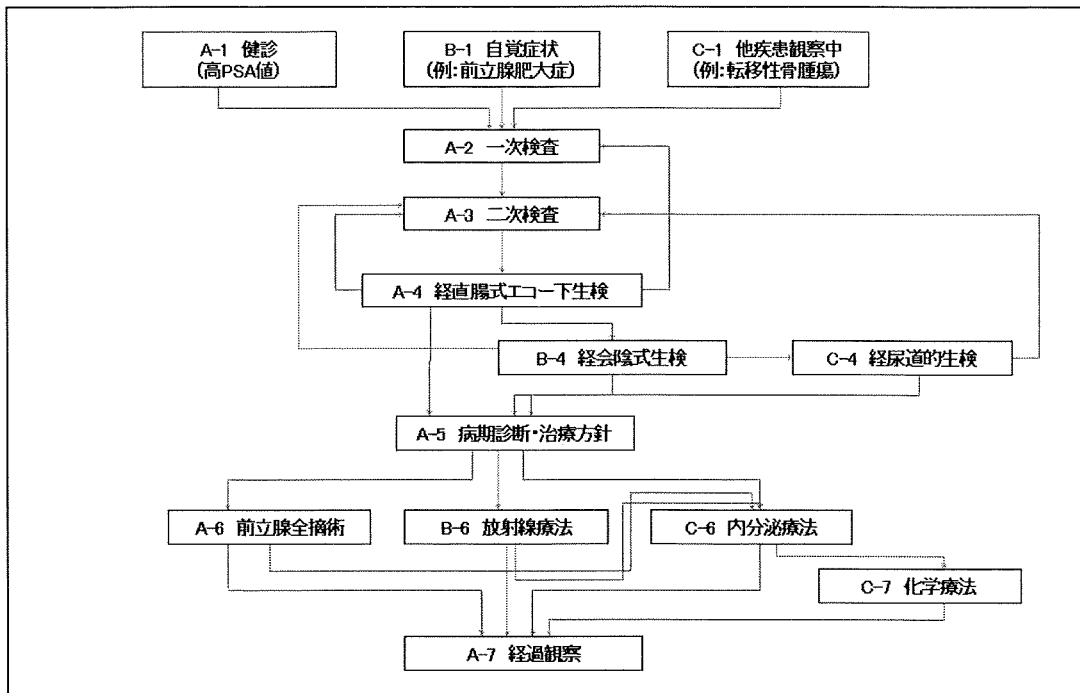 A-1 健診
(高PSA値)
B-1 自覚症状
(例:前立腺肥大症)
C-1 他疾患観察中
(例:転移性骨腫瘍)
A-2 一次検査
A-3 二次検査
A-4 経直腸式エコー下生検
B-4 経会陰式生検
C-4 経尿道的生検
A-5 病期診断・治療方針
A-6 前立腺全摘術
B-6 放射線療法
C-6 内分泌療法
C-7 化学療法
A-7 経過観察